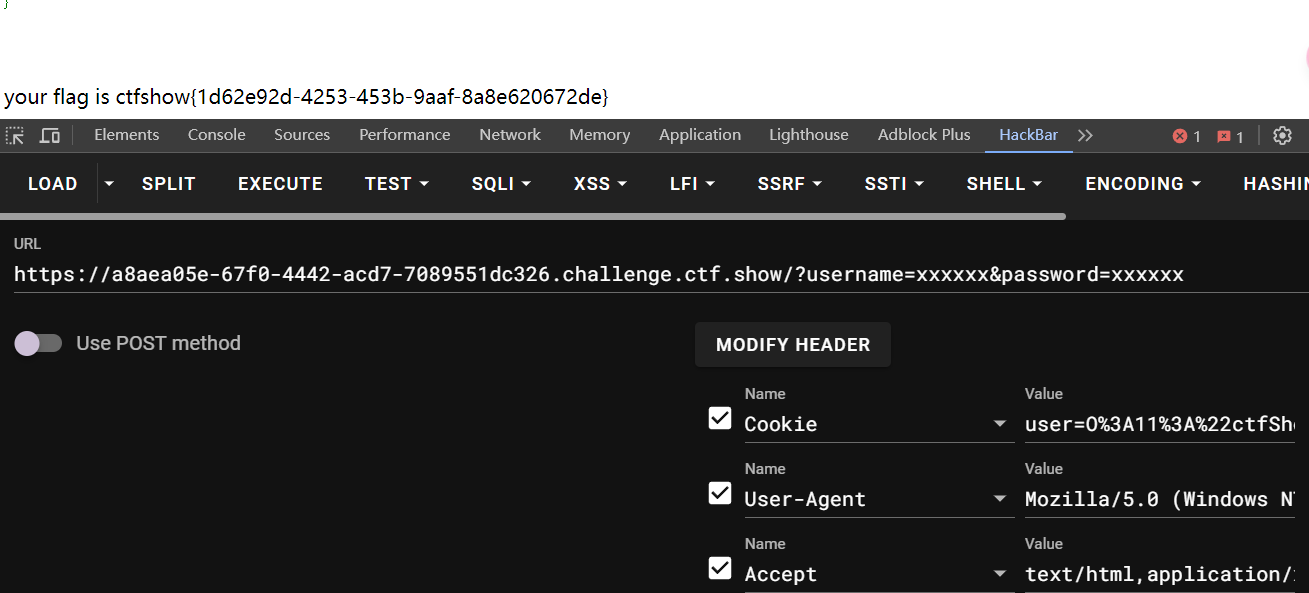 }
your flag is ctfshow{1d62e92d-4253-453b-9aaf-8a8e620672de}
Elements Console Sources Performance Network Memory Application Lighthouse Adblock Plus HackBar 1 1
LOAD SPLIT EXECUTE TEST SQLI XSS LFI SSRF SSTI SHELL ENCODING HASHIN
URL
https://a8aea05e-67f0-4442-acd7-7089551dc326.challenge.ctf.show/?username=xxxxxx&password=xxxxxx
Use POST method
MODIFY HEADER
Name Value
Cookie user=O%3A11%3A%22ctfSh
Name Value
User-Agent Mozilla/5.0 (Windows N
Name Value
Accept text/html,application/